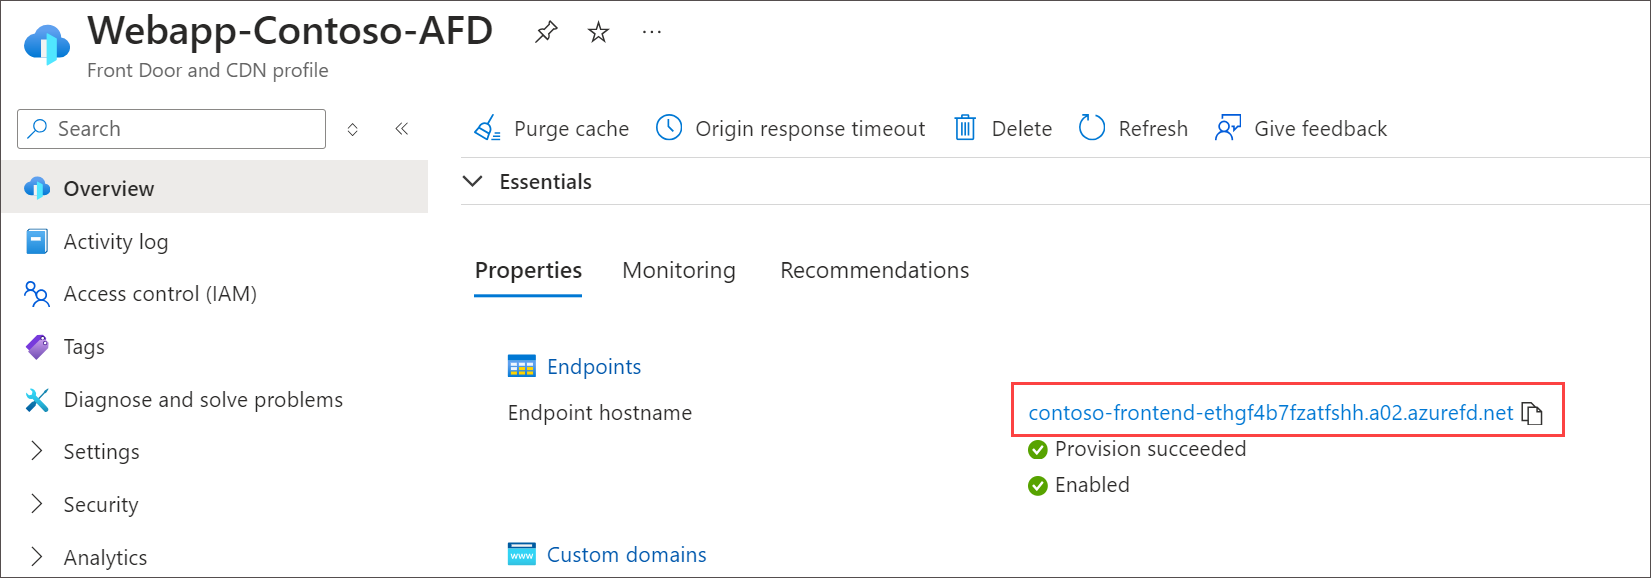 Webapp-Contoso-AFD
Front Door and CDN profile
Search
Purge cache Origin response timeout Delete Refresh Give feedback
Overview
Activity log
Access control (IAM)
Tags
Diagnose and solve problems
Settings
Security
Analytics
Essentials
Properties Monitoring Recommendations
Endpoints
Endpoint hostname contoso-frontend-ethgf4b7fzatfshh.a02.azurefd.net
Provision succeeded
Enabled
www Custom domains